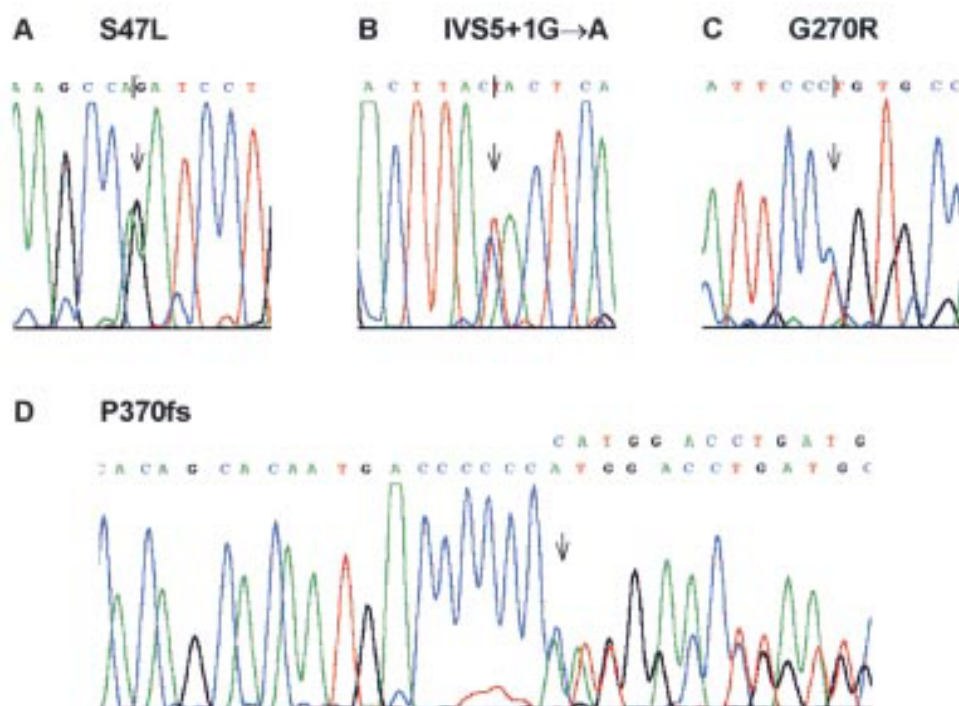 A S47L
B IVS5+1G→A
C G270R
A A G C C A G A T C C T
A C T T A C T A C T C A
A T T C C C T G T G C C
D P370fs
C A T G G A C C T G A T G
C A C A G C A C A A T G A C C C C C C A T G G A C C T G A T G C